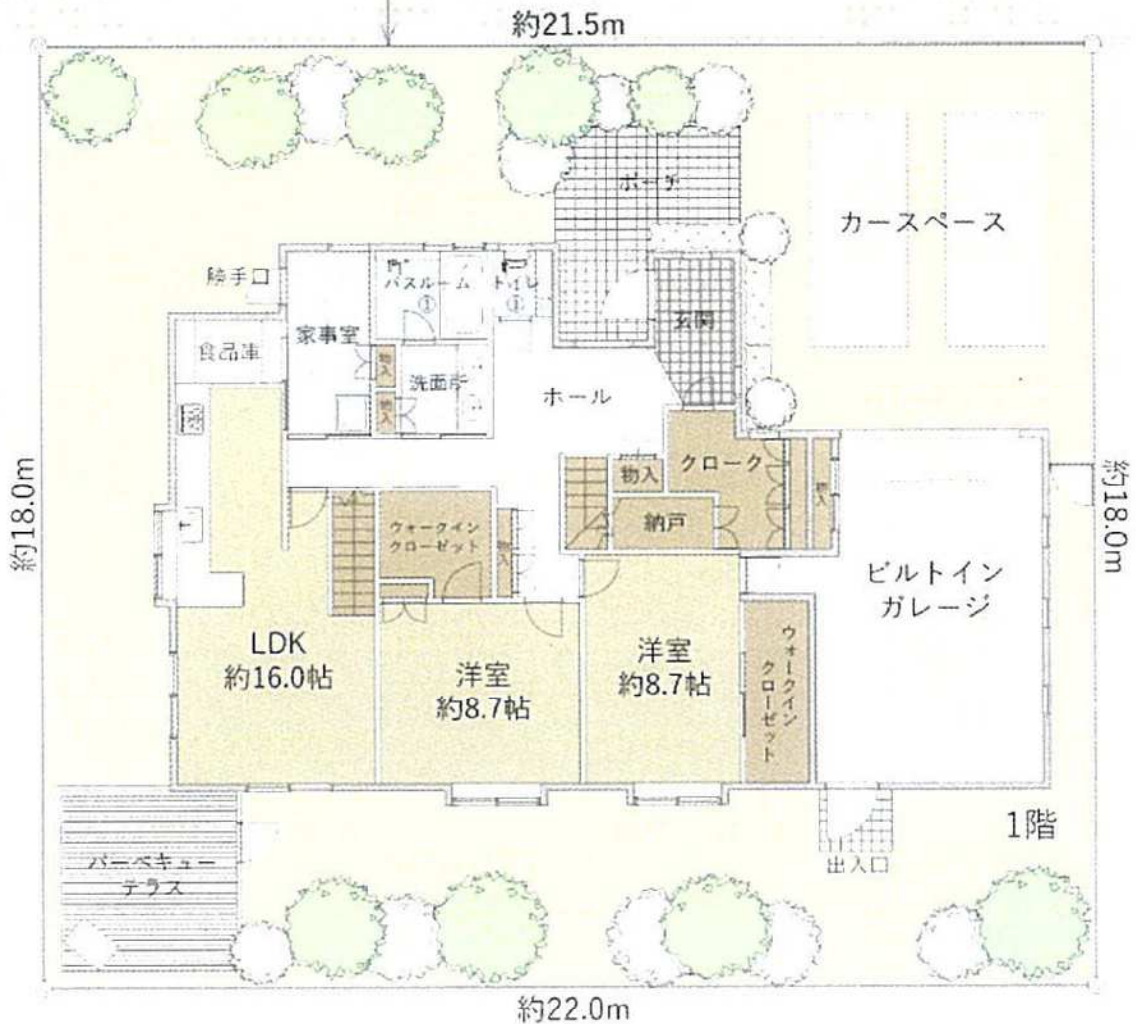 約21.5m
ポーチ
カースペース
勝手口
バスルーム
①
トイレ
①
家事室
玄関
食品庫
物入
洗面所
物入
ホール
クローク
物入
物入
納戸
ウォークイン
クローゼット
物入
約18.0m
約18.0m
ビルトイン
ガレージ
LDK
約16.0帖
洋室
約8.7帖
洋室
約8.7帖
ウォークイン
クローゼット
1階
バーベキュー
テラス
出入口
約22.0m